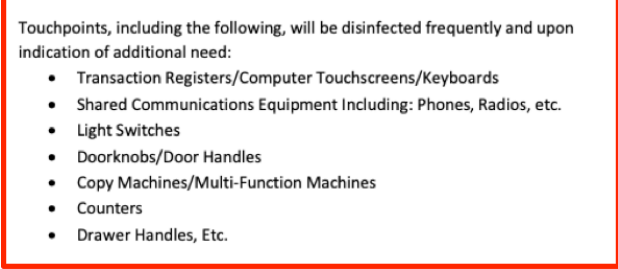 Touchpoints, including the following, will be disinfected frequently and upon
indication of additional need:
• Transaction Registers/Computer Touchscreens/Keyboards
• Shared Communications Equipment Including: Phones, Radios, etc.
• Light Switches
• Doorknobs/Door Handles
• Copy Machines/Multi-Function Machines
• Counters
• Drawer Handles, Etc.